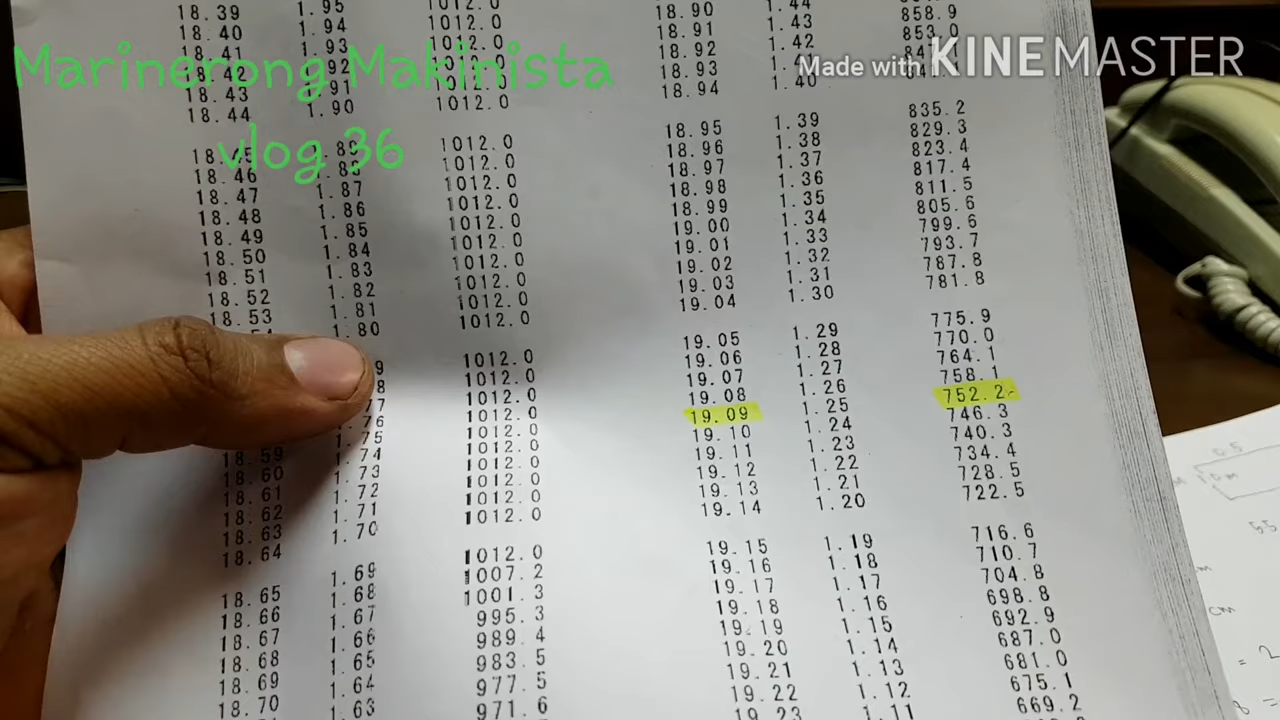 Marinerong Makinista
vlog 36
Made with KINEMASTER
18.39 1.95 1012.0
18.40 1.94 1012.0 18.90 1.44
18.41 1.93 1012.0 18.91 1.43 858.9
18.42 1.92 1012.0 18.92 1.42 853.0
18.43 1.91 1012.0 18.93 1.41 847.1
18.44 1.90 1012.0 18.94 1.40 841.1
18.45 1.89 1012.0 18.95 1.39 835.2
18.46 1.88 1012.0 18.96 1.38 829.3
18.47 1.87 1012.0 18.97 1.37 823.4
18.48 1.86 1012.0 18.98 1.36 817.4
18.49 1.85 1012.0 18.99 1.35 811.5
18.50 1.84 1012.0 19.00 1.34 805.6
18.51 1.83 1012.0 19.01 1.33 799.6
18.52 1.82 1012.0 19.02 1.32 793.7
18.53 1.81 1012.0 19.03 1.31 787.8
1.80 1012.0 19.04 1.30 781.8
1012.0 19.05 1.29 775.9
1012.0 19.06 1.28 770.0
1012.0 19.07 1.27 764.1
1012.0 19.08 1.26 758.1
1.75 1012.0 19.09 1.25 752.2
18.59 1.74 1012.0 19.10 1.24 746.3
18.60 1.73 1012.0 19.11 1.23 740.3
18.61 1.72 1012.0 19.12 1.22 734.4
18.62 1.71 1012.0 19.13 1.21 728.5
18.63 1.70 1012.0 19.14 1.20 722.5
18.64
1.69 1012.0 19.15 1.19 716.6
18.65 1.68 1007.2 19.16 1.18 710.7
18.66 1.67 1001.3 19.17 1.17 704.8
18.67 1.66 995.3 19.18 1.16 698.8
18.68 1.65 989.4 19.19 1.15 692.9
18.69 1.64 983.5 19.20 1.14 687.0
18.70 1.63 977.5 19.21 1.13 681.0
971.6 19.22 1.12 675.1
19.23 1.11 669.2
0.5
cm